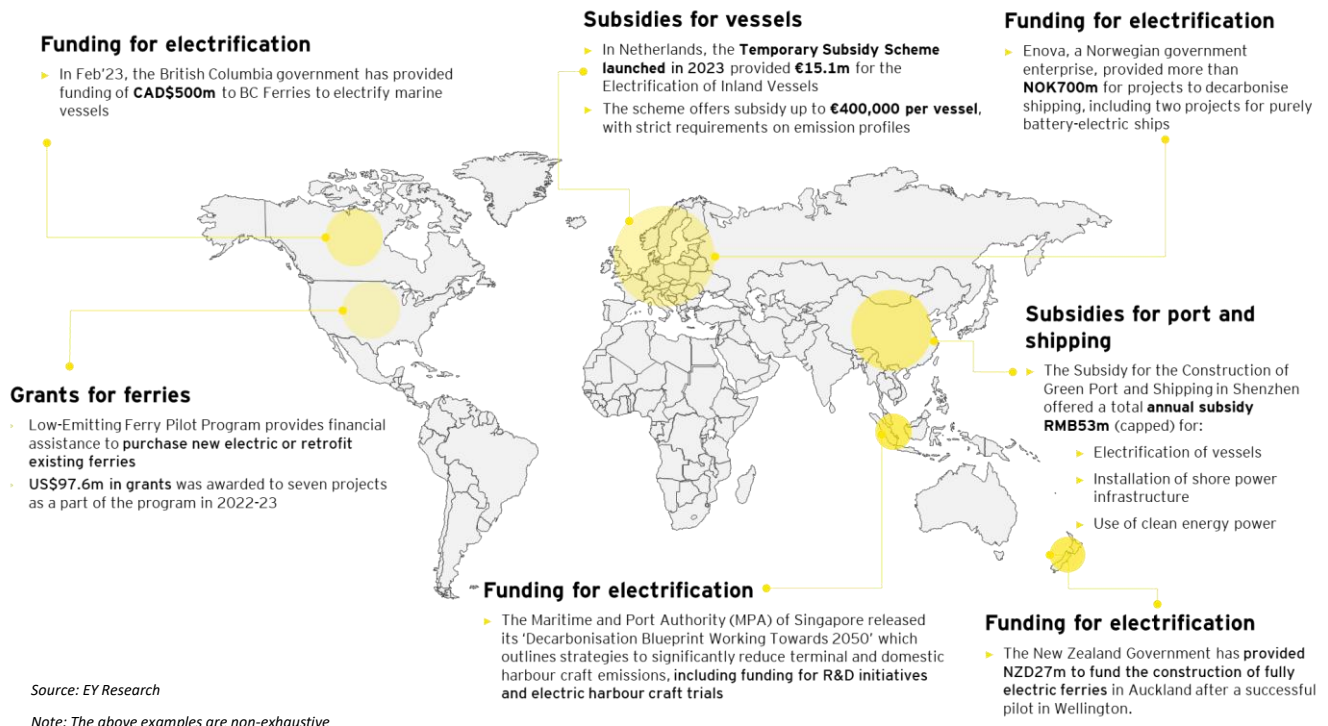 Funding for electrification
► In Feb'23, the British Columbia government has provided
funding of CAD$500m to BC Ferries to electrify marine
vessels
Subsidies for vessels
► In Netherlands, the Temporary Subsidy Scheme
launched in 2023 provided €15.1m for the
Electrification of Inland Vessels
► The scheme offers subsidy up to €400,000 per vessel,
with strict requirements on emission profiles
Funding for electrification
► Enova, a Norwegian government
enterprise, provided more than
NOK700m for projects to decarbonise
shipping, including two projects for purely
battery-electric ships
Grants for ferries
Low-Emitting Ferry Pilot Program provides financial
assistance to purchase new electric or retrofit
existing ferries
US$97.6m in grants was awarded to seven projects
as a part of the program in 2022-23
Subsidies for port and
shipping
► The Subsidy for the Construction of
Green Port and Shipping in Shenzhen
offered a total annual subsidy
RMB53m (capped) for:
► Electrification of vessels
► Installation of shore power
infrastructure
► Use of clean energy power
Funding for electrification
► The Maritime and Port Authority (MPA) of Singapore released
its 'Decarbonisation Blueprint Working Towards 2050' which
outlines strategies to significantly reduce terminal and domestic
harbour craft emissions, including funding for R&D initiatives
and electric harbour craft trials
Funding for electrification
► The New Zealand Government has provided
NZD27m to fund the construction of fully
electric ferries in Auckland after a successful
pilot in Wellington.
Source: EY Research
Note: The above examples are non-exhaustive